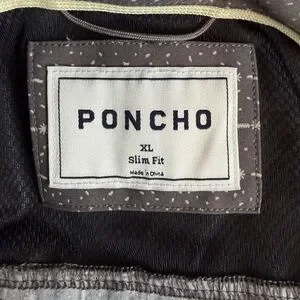 PONCHO
XL
Slim Fit
Made in China